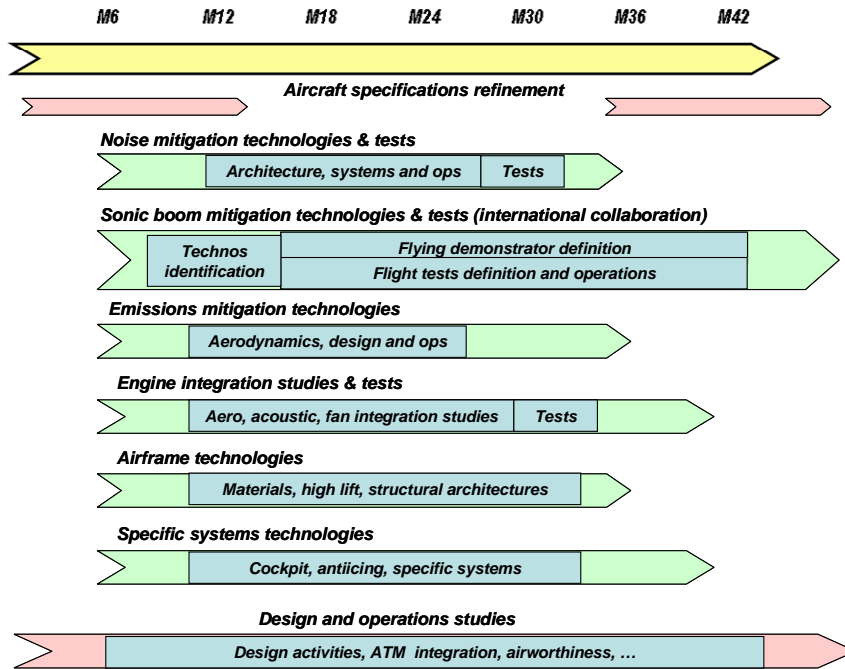 M6 M12 M18 M24 M30 M36 M42
Aircraft specifications refinement
Noise mitigation technologies & tests
Architecture, systems and ops Tests
Sonic boom mitigation technologies & tests (international collaboration)
Technos
identification
Flying demonstrator definition
Flight tests definition and operations
Emissions mitigation technologies
Aerodynamics, design and ops
Engine integration studies & tests
Aero, acoustic, fan integration studies Tests
Airframe technologies
Materials, high lift, structural architectures
Specific systems technologies
Cockpit, antiicing, specific systems
Design and operations studies
Design activities, ATM integration, airworthiness, …